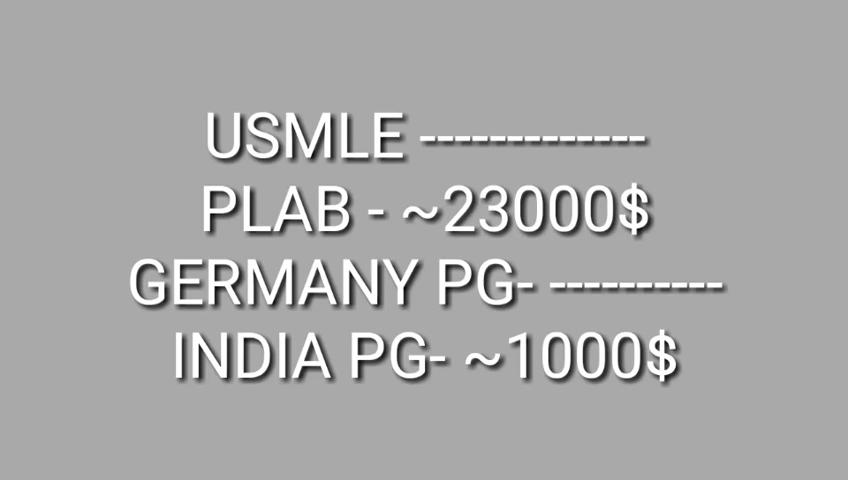 USMLE -------------
PLAB - ~23000$
GERMANY PG- ----------
INDIA PG- ~1000$